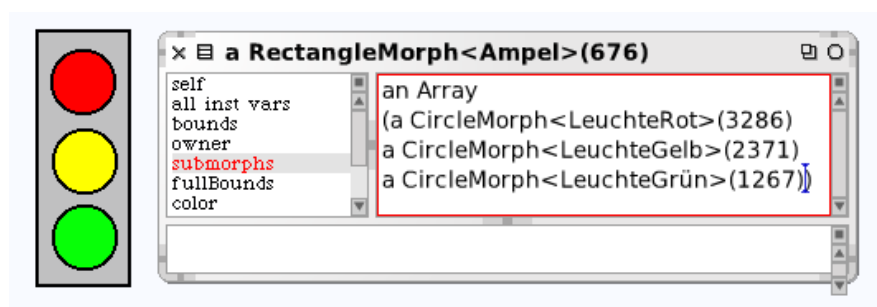 a RectangleMorph<Ampel>(676)
self
all inst vars
bounds
owner
submorphs
fullBounds
color
an Array
(a CircleMorph<LeuchteRot>(3286)
a CircleMorph<LeuchteGelb>(2371)
a CircleMorph<LeuchteGrün>(1267))